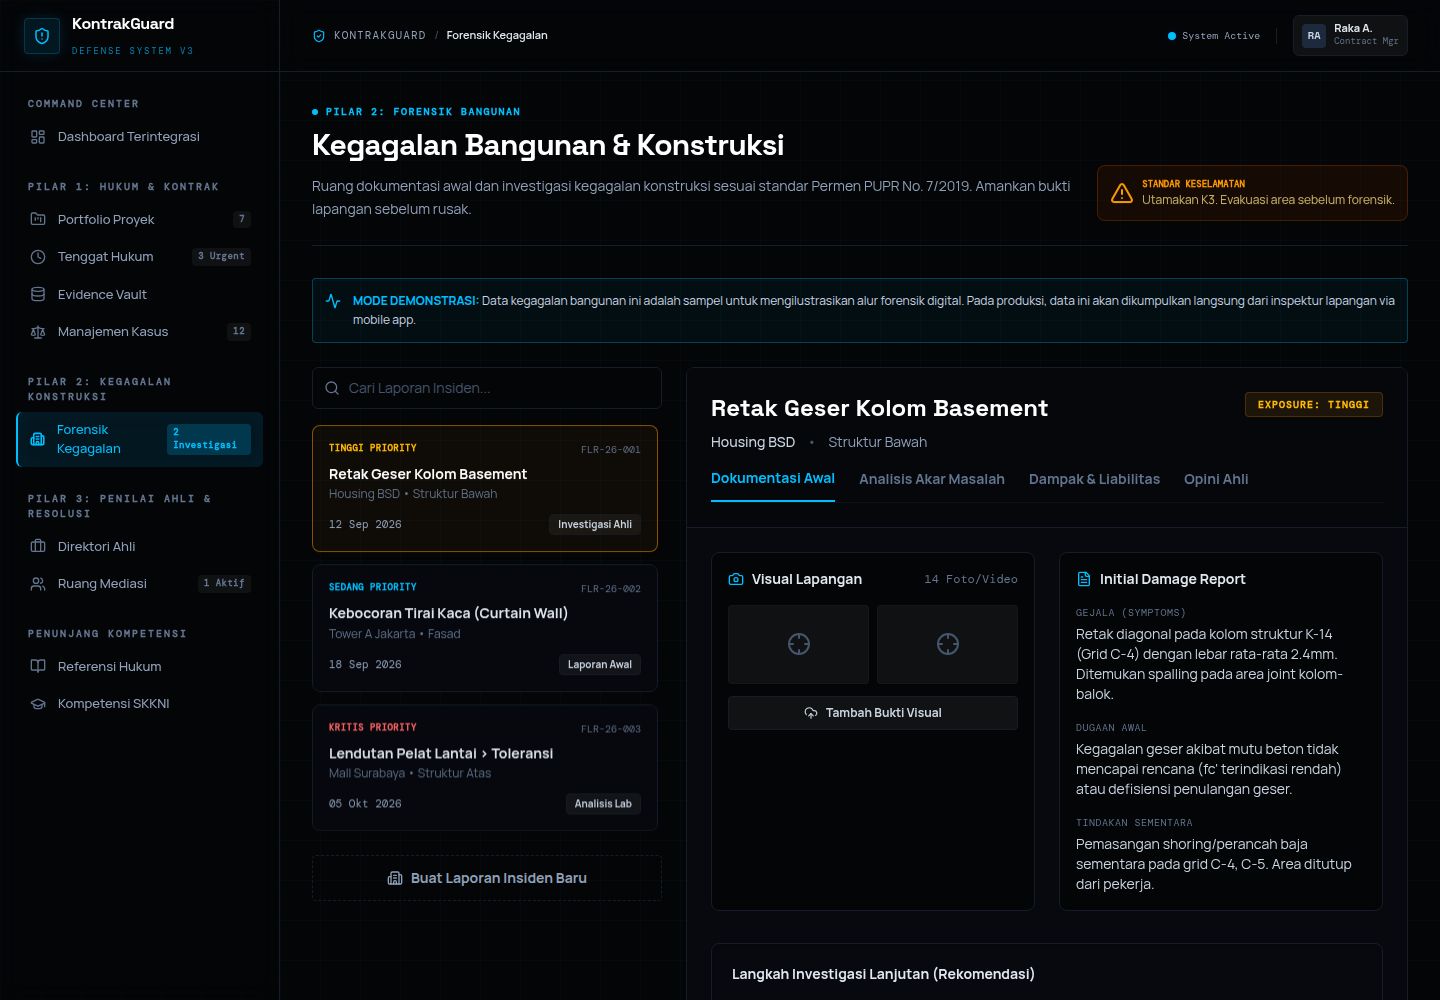 KontrakGuard
DEFENSE SYSTEM V3
COMMAND CENTER
Dashboard Terintegrasi
PILAR 1: HUKUM & KONTRAK
Portfolio Proyek
7
Tenggat Hukum
3 Urgent
Evidence Vault
Manajemen Kasus
12
PILAR 2: KEGAGALAN
KONSTRUKSI
Forensik
Kegagalan
2
Investigasi
PILAR 3: PENILAI AHLI &
RESOLUSI
Direktori Ahli
Ruang Mediasi
1 Aktif
PENUNJANG KOMPETENSI
Referensi Hukum
Kompetensi SKKNI
KONTRAKGUARD / Forensik Kegagalan
System Active
RA
Raka A.
Contract Mgr
PILAR 2: FORENSIK BANGUNAN
Kegagalan Bangunan & Konstruksi
Ruang dokumentasi awal dan investigasi kegagalan konstruksi sesuai standar Permen PUPR No. 7/2019. Amankan bukti
lapangan sebelum rusak.
STANDAR KESELAMATAN
Utamakan K3. Evakuasi area sebelum forensik.
MODE DEMONSTRASI: Data kegagalan bangunan ini adalah sampel untuk mengilustrasikan alur forensik digital. Pada produksi, data ini akan dikumpulkan langsung dari inspektur lapangan via
mobile app.
Cari Laporan Insiden...
TINGGI PRIORITY
FLR-26-001
Retak Geser Kolom Basement
Housing BSD • Struktur Bawah
12 Sep 2026
Investigasi Ahli
SEDANG PRIORITY
FLR-26-002
Kebocoran Tirai Kaca (Curtain Wall)
Tower A Jakarta • Fasad
18 Sep 2026
Laporan Awal
KRITIS PRIORITY
FLR-26-003
Lendutan Pelat Lantai > Toleransi
Mall Surabaya • Struktur Atas
05 Okt 2026
Analisis Lab
Buat Laporan Insiden Baru
Retak Geser Kolom Basement
EXPOSURE: TINGGI
Housing BSD • Struktur Bawah
Dokumentasi Awal
Analisis Akar Masalah
Dampak & Liabilitas
Opini Ahli
Visual Lapangan
14 Foto/Video
Tambah Bukti Visual
Initial Damage Report
GEJALA (SYMPTOMS)
Retak diagonal pada kolom struktur K-14
(Grid C-4) dengan lebar rata-rata 2.4mm.
Ditemukan spalling pada area joint kolom-
balok.
DUGAAN AWAL
Kegagalan geser akibat mutu beton tidak
mencapai rencana (fc' terindikasi rendah)
atau defisiensi penulangan geser.
TINDAKAN SEMENTARA
Pemasangan shoring/perancah baja
sementara pada grid C-4, C-5. Area ditutup
dari pekerja.
Langkah Investigasi Lanjutan (Rekomendasi)